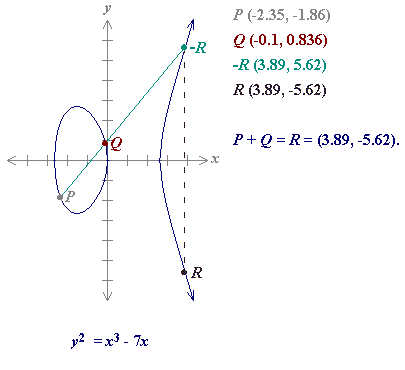 y
P (-2.35, -1.86)
Q (-0.1, 0.836)
-R (3.89, 5.62)
R (3.89, -5.62)
P + Q = R = (3.89, -5.62).
-R
Q
x
P
R
y² = x³ - 7x